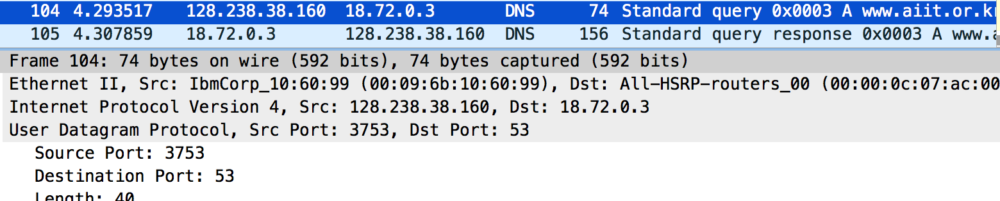 104 4.293517 128.238.38.160 18.72.0.3 DNS 74 Standard query 0x0003 A www.aiit.or.kr
105 4.307859 18.72.0.3 128.238.38.160 DNS 156 Standard query response 0x0003 A www.a
Frame 104: 74 bytes on wire (592 bits), 74 bytes captured (592 bits)
Ethernet II, Src: IbmCorp_10:60:99 (00:09:6b:10:60:99), Dst: All-HSRP-routers_00 (00:00:0c:07:ac:00
Internet Protocol Version 4, Src: 128.238.38.160, Dst: 18.72.0.3
User Datagram Protocol, Src Port: 3753, Dst Port: 53
Source Port: 3753
Destination Port: 53
Length: 40